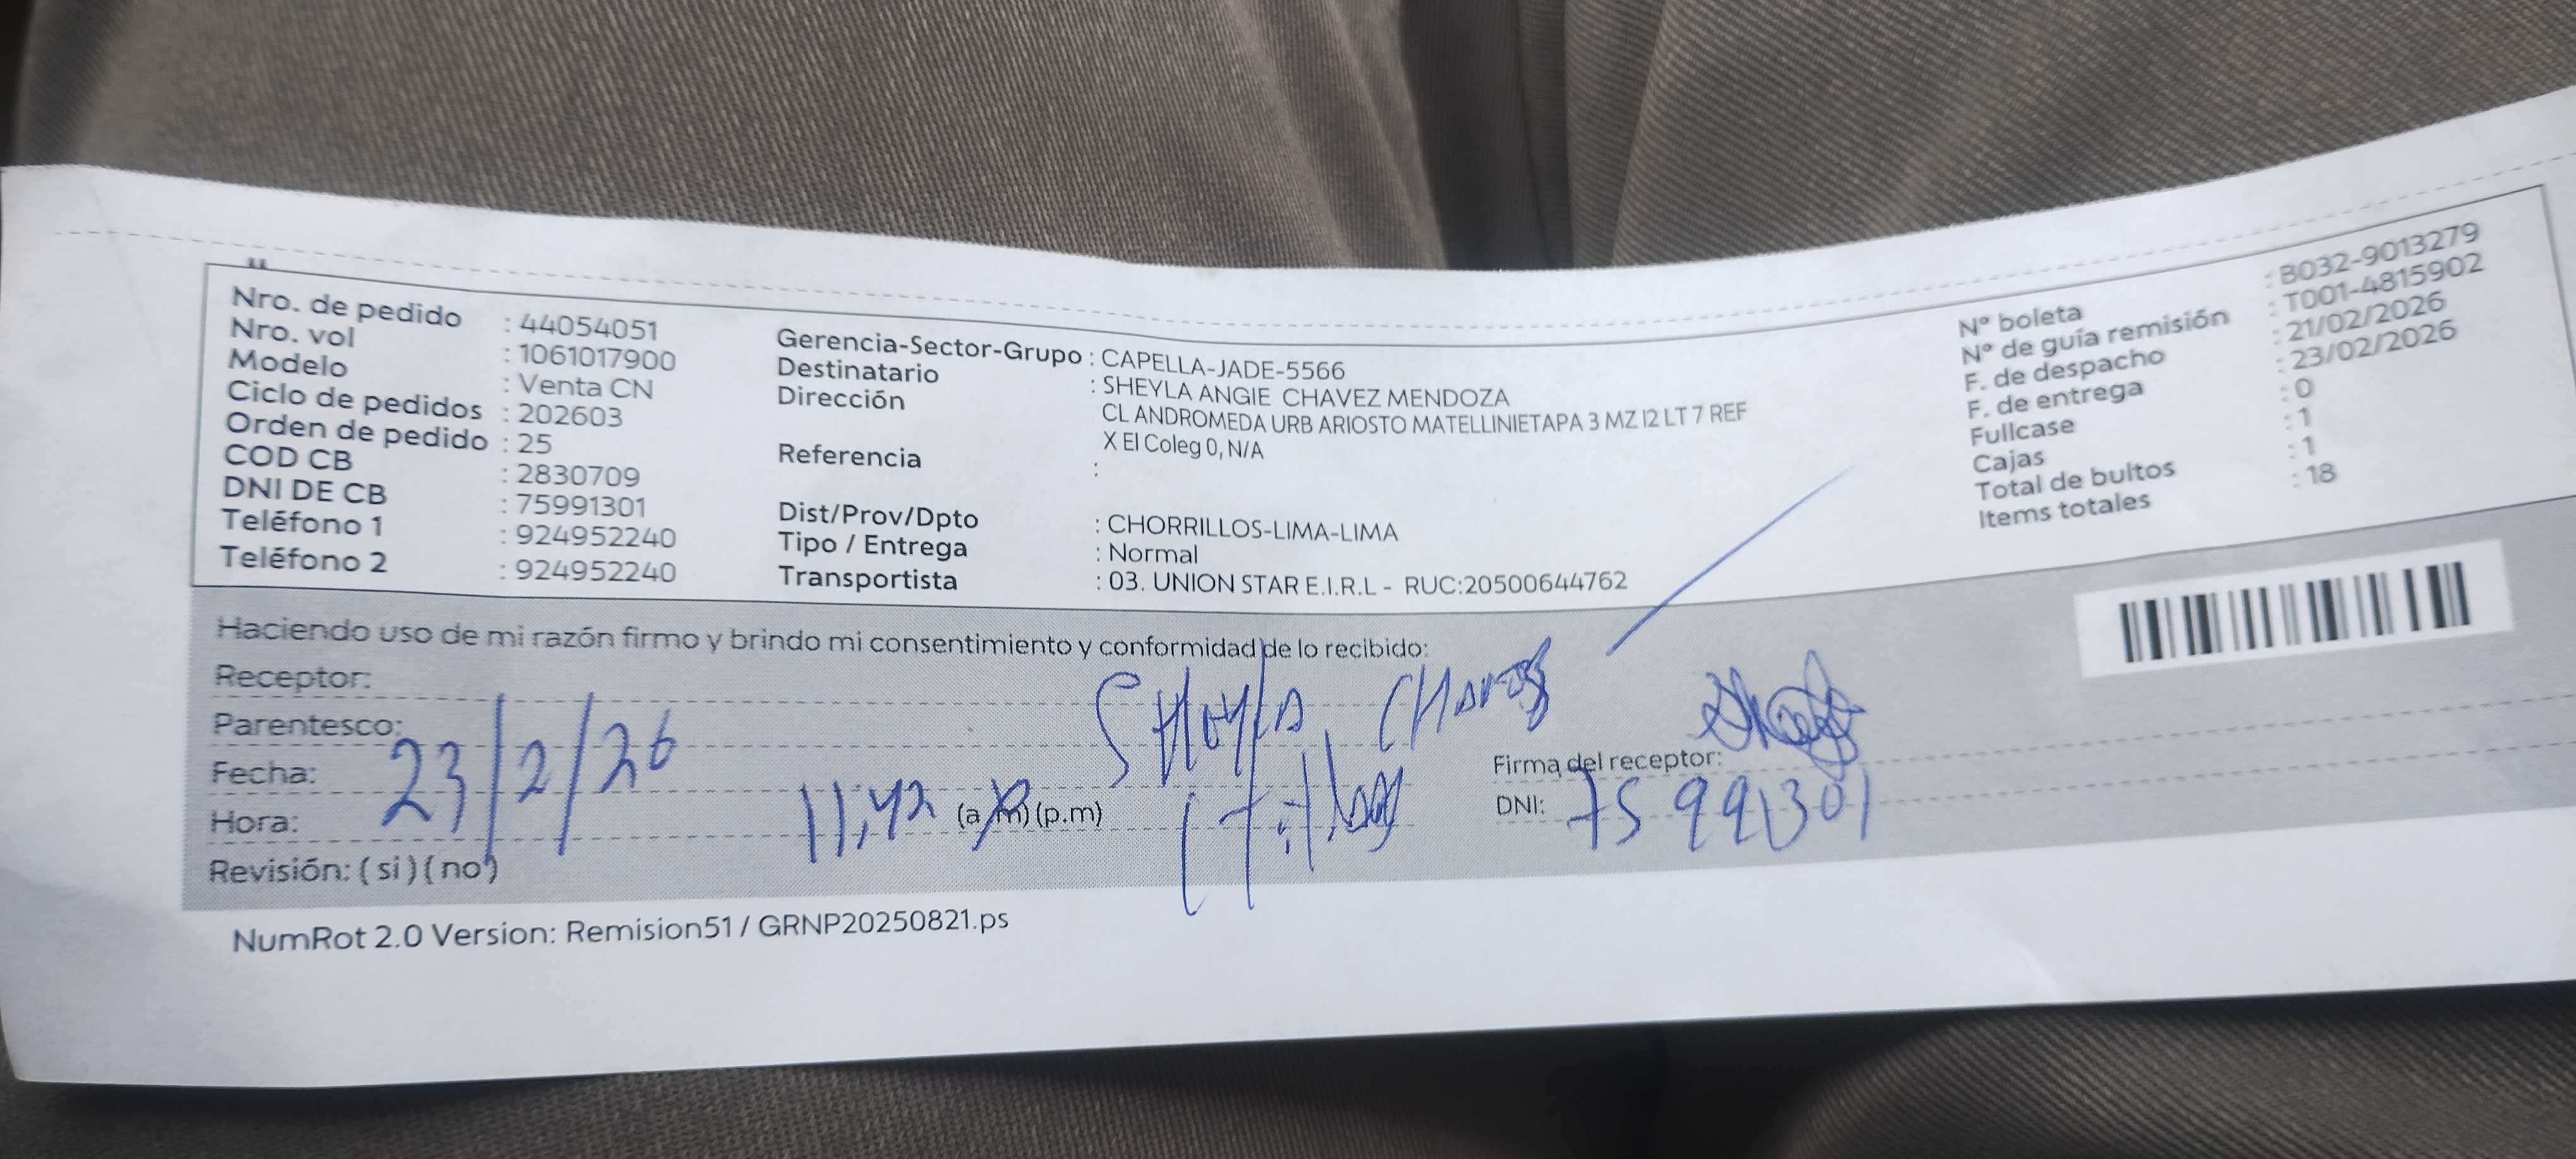 Nro. de pedido : 44054051
Nro. vol : 1061017900
Modelo : Venta CN
Ciclo de pedidos : 202603
Orden de pedido : 25
COD CB : 2830709
DNI DE CB : 75991301
Teléfono 1 : 924952240
Teléfono 2 : 924952240
Gerencia-Sector-Grupo : CAPELLA-JADE-5566
Destinatario : SHEYLA ANGIE CHAVEZ MENDOZA
Dirección CL ANDROMEDA URB ARIOSTO MATELLINIETAPA 3 MZ I2 LT 7 REF
X El Coleg 0, N/A
Referencia :
Dist/Prov/Dpto : CHORRILLOS-LIMA-LIMA
Tipo / Entrega : Normal
Transportista : 03. UNION STAR E.I.R.L - RUC:20500644762
N° boleta : B032-9013279
N° de guía remisión : T001-4815902
F. de despacho : 21/02/2026
F. de entrega : 23/02/2026
Fullcase : 0
Cajas : 1
Total de bultos : 1
Items totales : 18
Haciendo uso de mi razón firmo y brindo mi consentimiento y conformidad de lo recibido:
Receptor:
Parentesco:
Fecha: 23/2/26
Hora: 11,42 (a.m) (p.m)
Revisión: ( si ) ( no )
Firma del receptor:
DNI: 75991301
NumRot 2.0 Version: Remision51 / GRNP20250821.ps